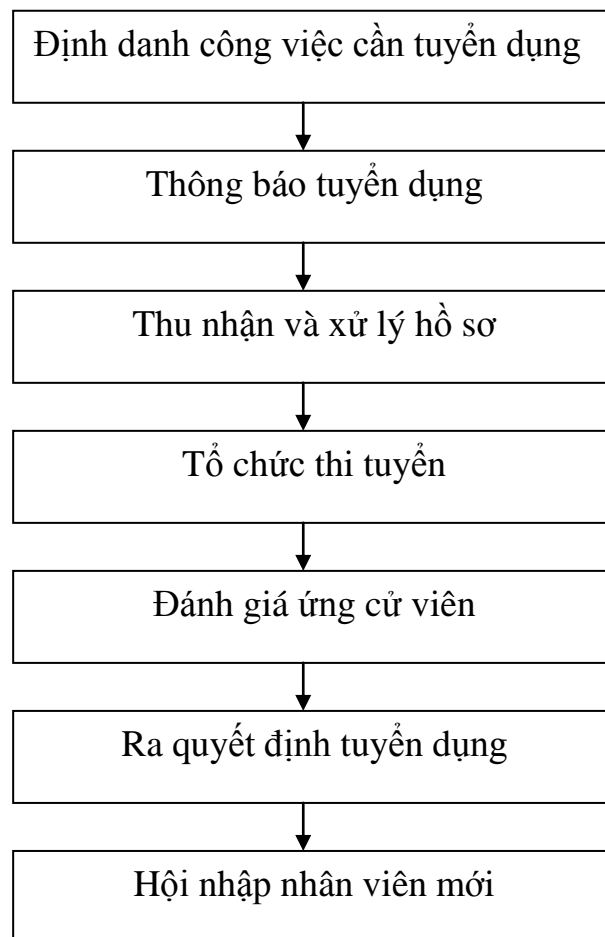 Định danh công việc cần tuyển dụng
Thông báo tuyển dụng
Thu nhận và xử lý hồ sơ
Tổ chức thi tuyển
Đánh giá ứng cử viên
Ra quyết định tuyển dụng
Hội nhập nhân viên mới